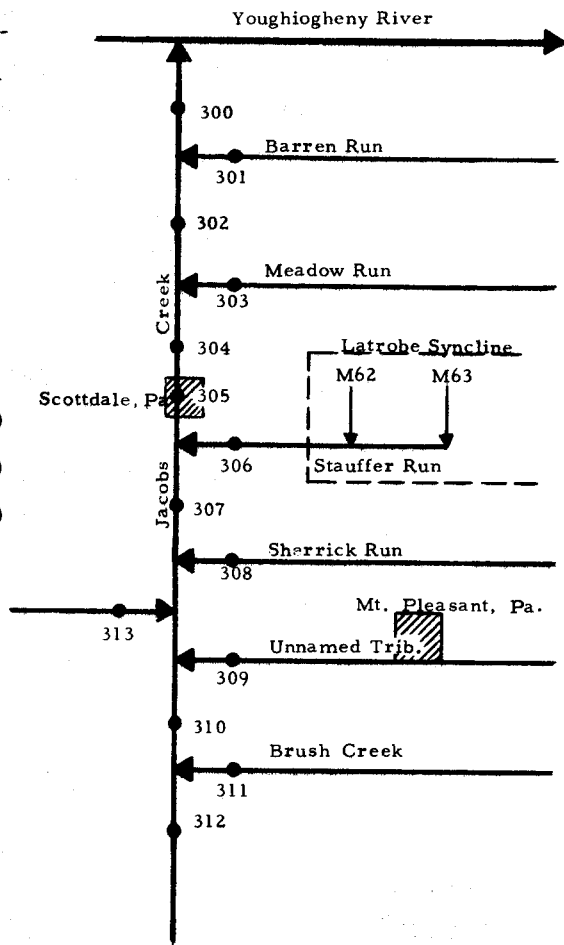 Youghiogheny River
300
Barren Run
301
302
Meadow Run
303
Creek
304
Latrobe Syncline
M62 M63
Scottdale, Pa
305
306
Stauffer Run
Jacobs
307
Sherrick Run
308
Mt. Pleasant, Pa.
313
Unnamed Trib.
309
310
Brush Creek
311
312